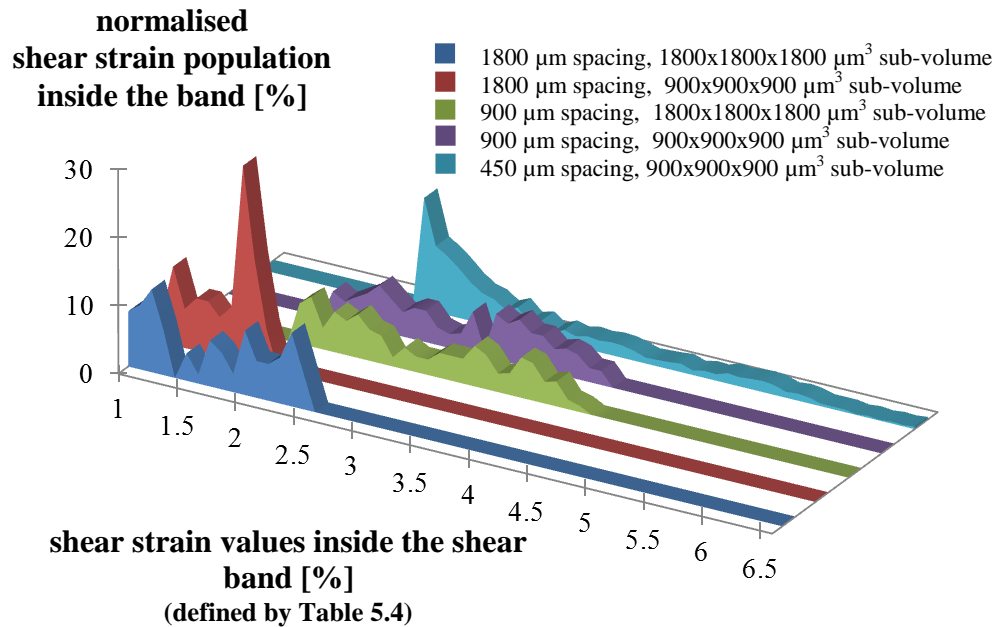 normalised
shear strain population
inside the band [%]
1800 µm spacing, 1800x1800x1800 µm³ sub-volume
1800 µm spacing, 900x900x900 µm³ sub-volume
900 µm spacing, 1800x1800x1800 µm³ sub-volume
900 µm spacing, 900x900x900 µm³ sub-volume
450 µm spacing, 900x900x900 µm³ sub-volume
30
20
10
0
1
1.5
2
2.5
3
3.5
4
4.5
5
5.5
6
6.5
shear strain values inside the shear
band [%]
(defined by Table 5.4)